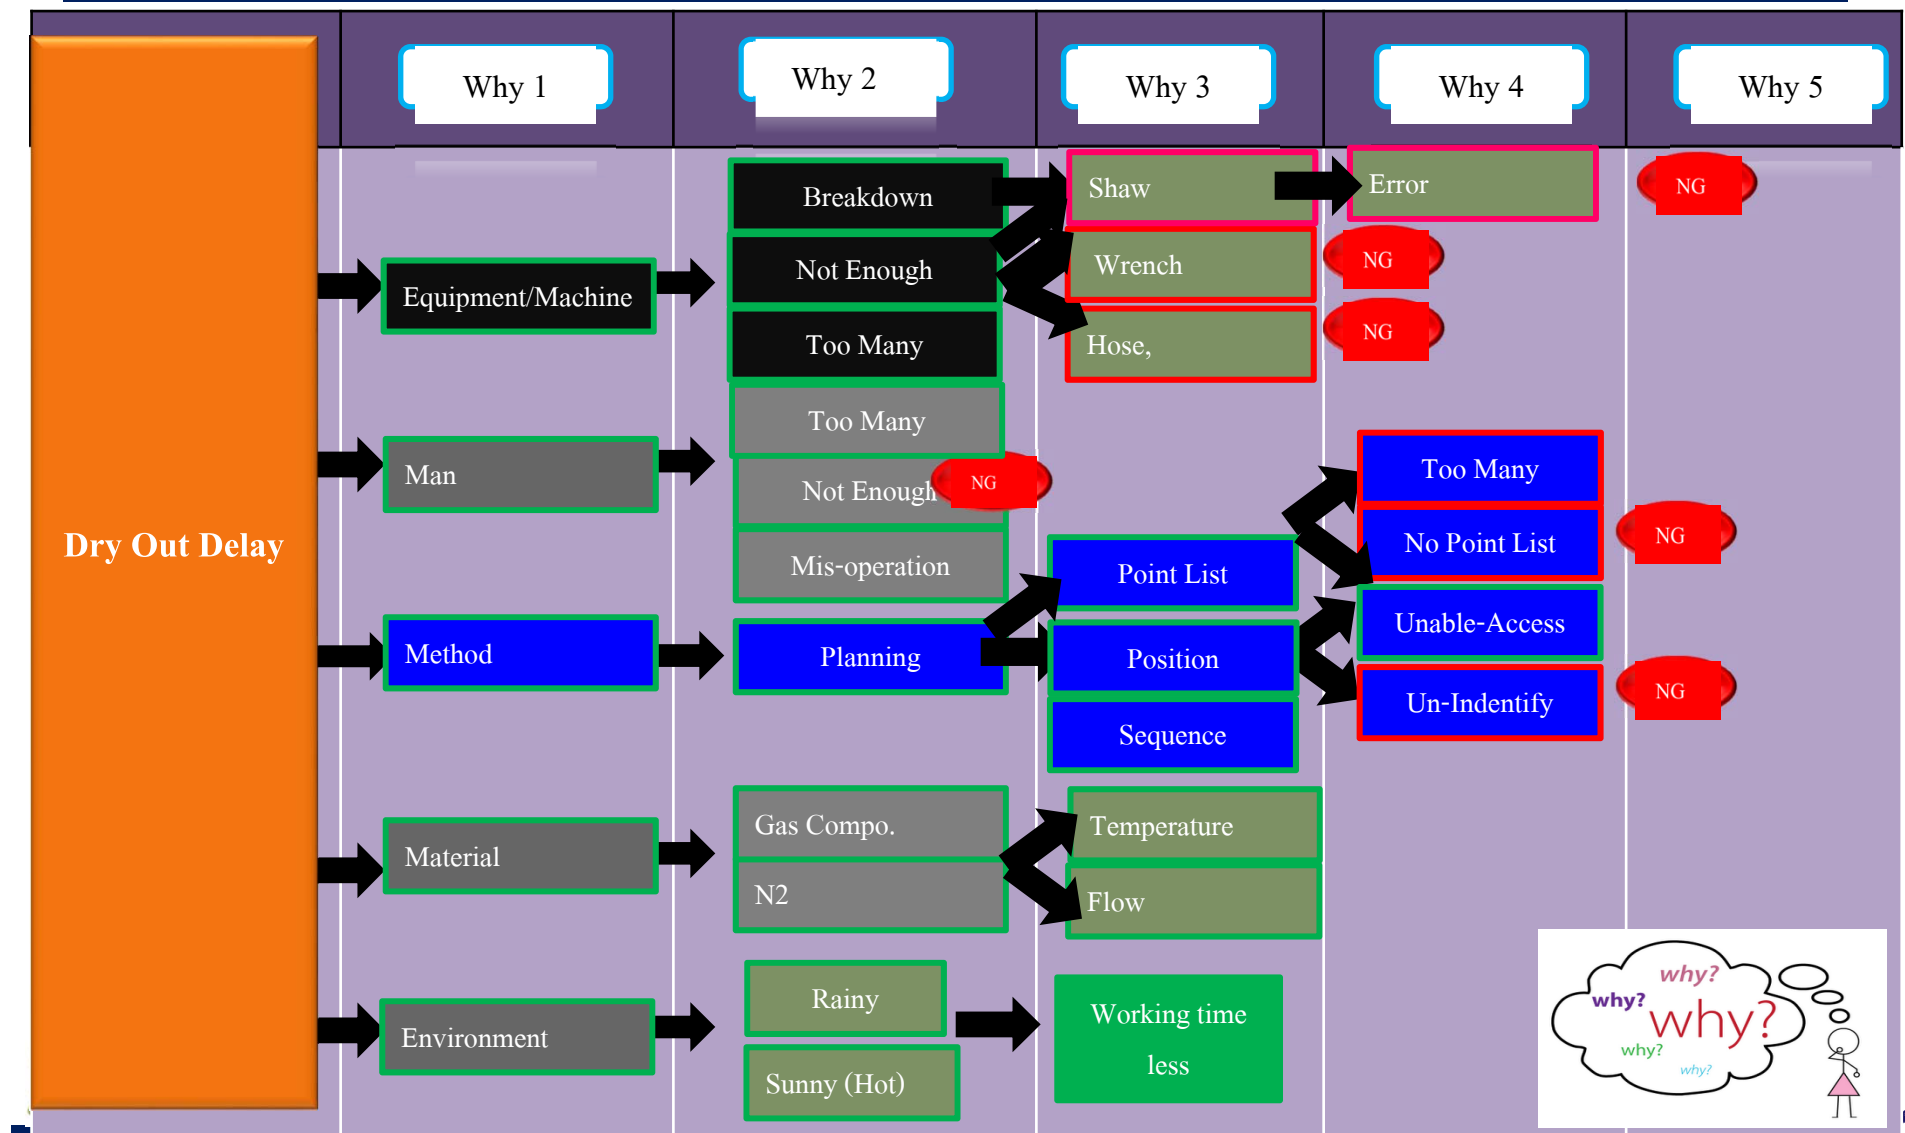 Why 1
Why 2
Why 3
Why 4
Why 5
Dry Out Delay
Equipment/Machine
Breakdown
Not Enough
Too Many
Shaw
Wrench
Hose,
Error
NG
NG
NG
Man
Too Many
Not Enough
NG
Mis-operation
Method
Planning
Point List
Position
Sequence
Too Many
No Point List
Unable-Access
Un-Indentify
NG
NG
Material
Gas Compo.
N2
Temperature
Flow
Environment
Rainy
Sunny (Hot)
Working time
less
why?
why?
why?
why?
why?